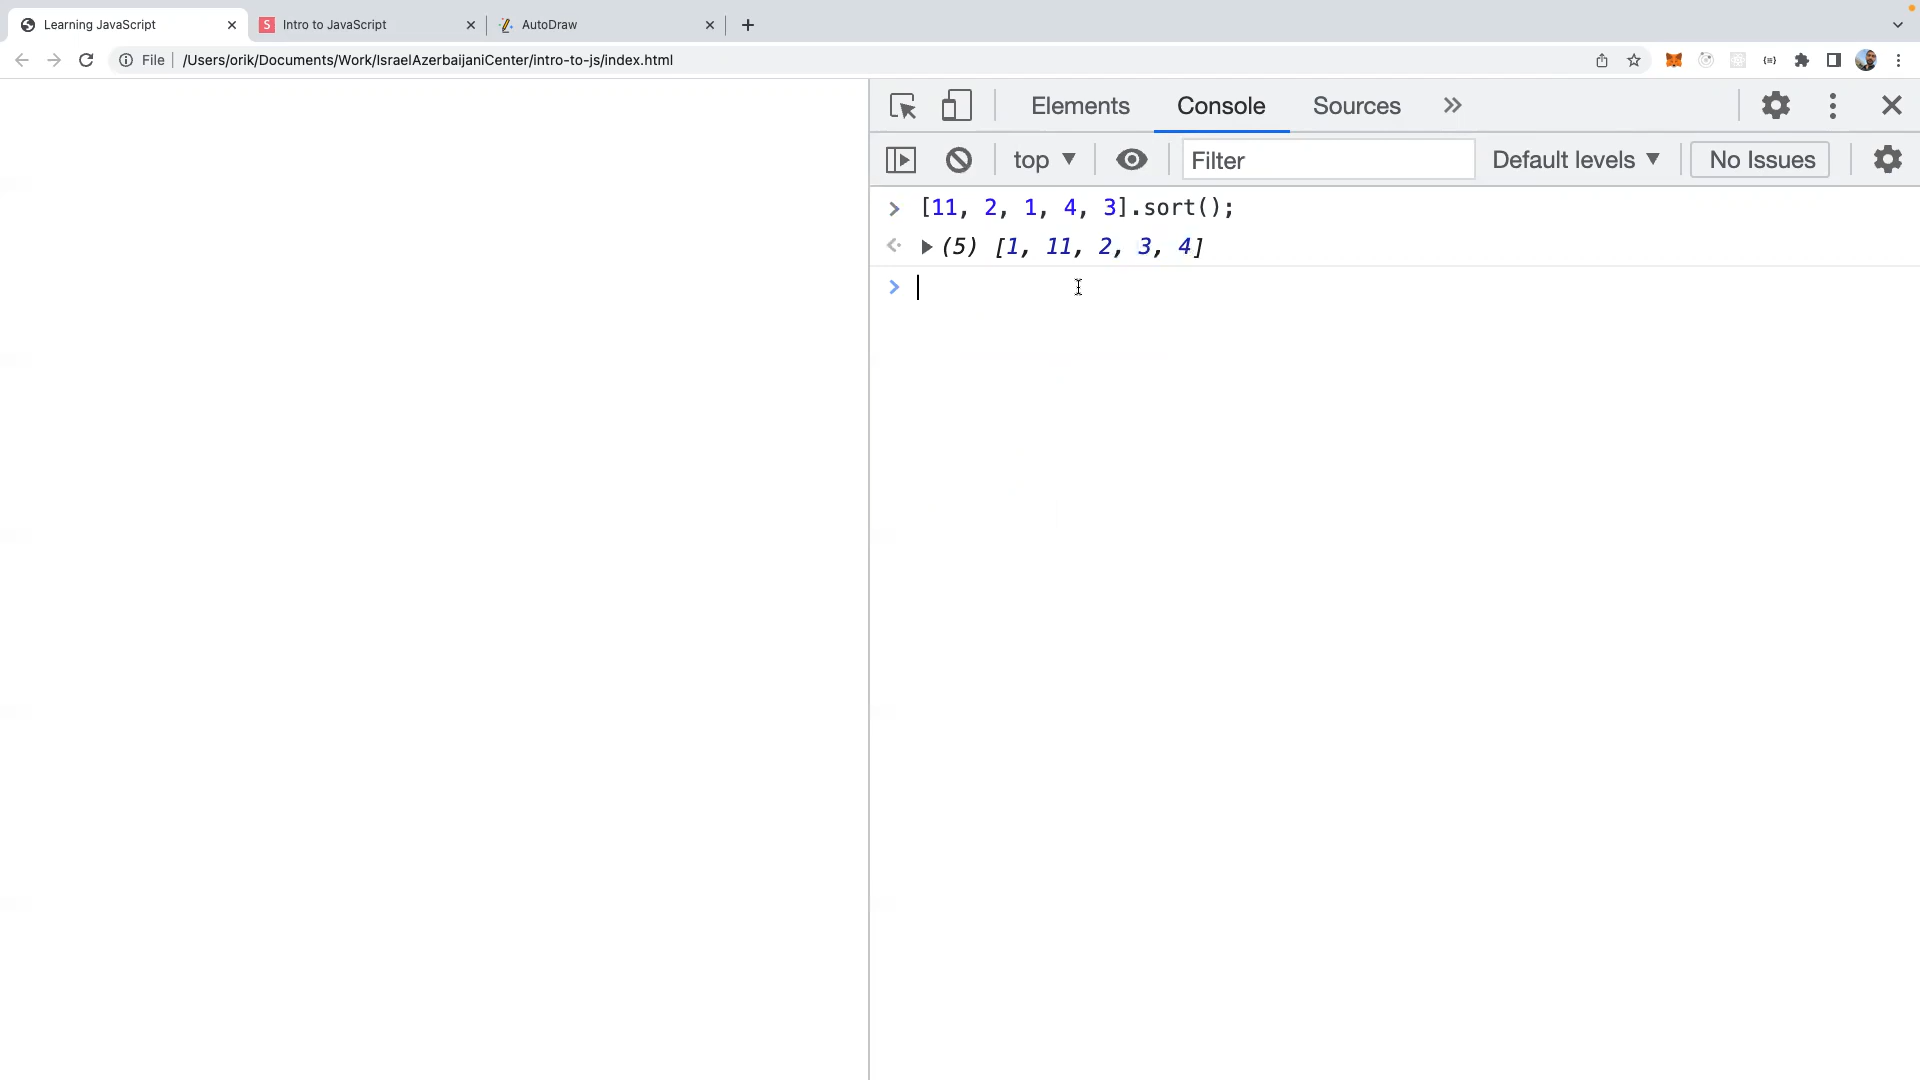 Learning JavaScript
S Intro to JavaScript
AutoDraw
File /Users/orik/Documents/Work/IsraelAzerbaijaniCenter/intro-to-js/index.html
Elements Console Sources
top Filter Default levels No Issues
[11, 2, 1, 4, 3].sort();
(5) [1, 11, 2, 3, 4]